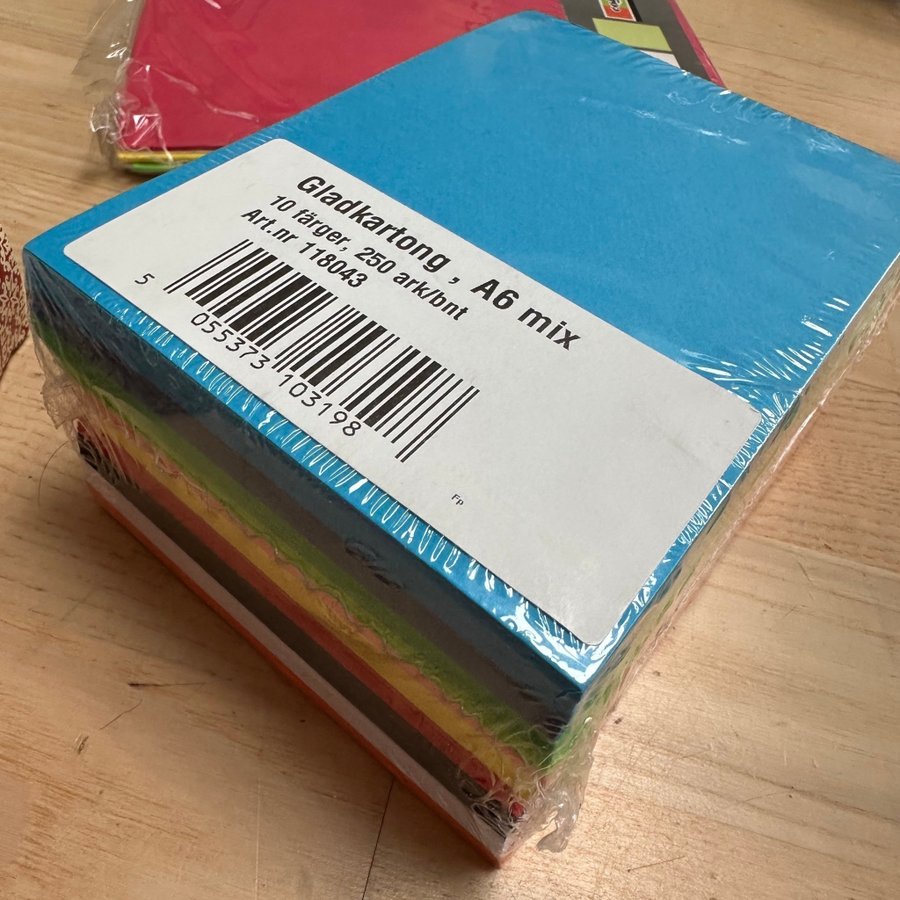 Gladkartong , A6 mix
10 färger, 250 ark/bnt
Art.nr 118043
5 055373 103198
Fp